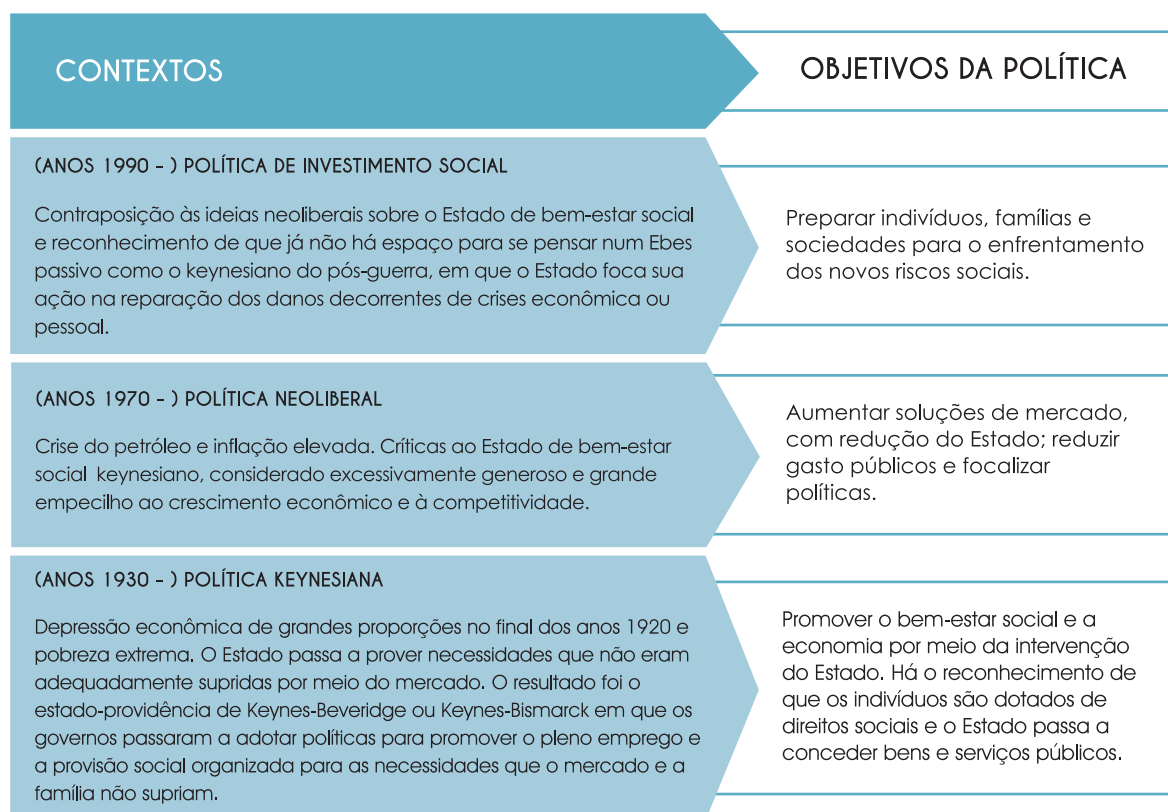 CONTEXTOS
OBJETIVOS DA POLÍTICA
(ANOS 1990 - ) POLÍTICA DE INVESTIMENTO SOCIAL
Contraposição às ideias neoliberais sobre o Estado de bem-estar social
e reconhecimento de que já não há espaço para se pensar num Ebes
passivo como o keynesiano do pós-guerra, em que o Estado foca sua
ação na reparação dos danos decorrentes de crises econômica ou
pessoal.
Preparar indivíduos, famílias e
sociedades para o enfrentamento
dos novos riscos sociais.
(ANOS 1970 - ) POLÍTICA NEOLIBERAL
Crise do petróleo e inflação elevada. Críticas ao Estado de bem-estar
social keynesiano, considerado excessivamente generoso e grande
empecilho ao crescimento econômico e à competitividade.
Aumentar soluções de mercado,
com redução do Estado; reduzir
gasto públicos e focalizar
políticas.
(ANOS 1930 - ) POLÍTICA KEYNESIANA
Depressão econômica de grandes proporções no final dos anos 1920 e
pobreza extrema. O Estado passa a prover necessidades que não eram
adequadamente supridas por meio do mercado. O resultado foi o
estado-providência de Keynes-Beveridge ou Keynes-Bismarck em que os
governos passaram a adotar políticas para promover o pleno emprego e
a provisão social organizada para as necessidades que o mercado e a
família não supriam.
Promover o bem-estar social e a
economia por meio da intervenção
do Estado. Há o reconhecimento de
que os indivíduos são dotados de
direitos sociais e o Estado passa a
conceder bens e serviços públicos.